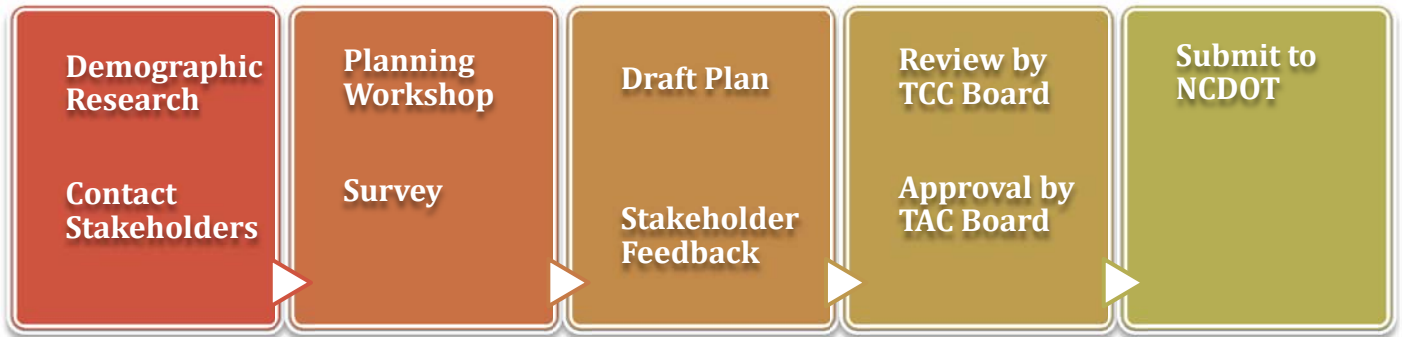 Demographic
Research
Contact
Stakeholders
Planning
Workshop
Survey
Draft Plan
Stakeholder
Feedback
Review by
TCC Board
Approval by
TAC Board
Submit to
NCDOT